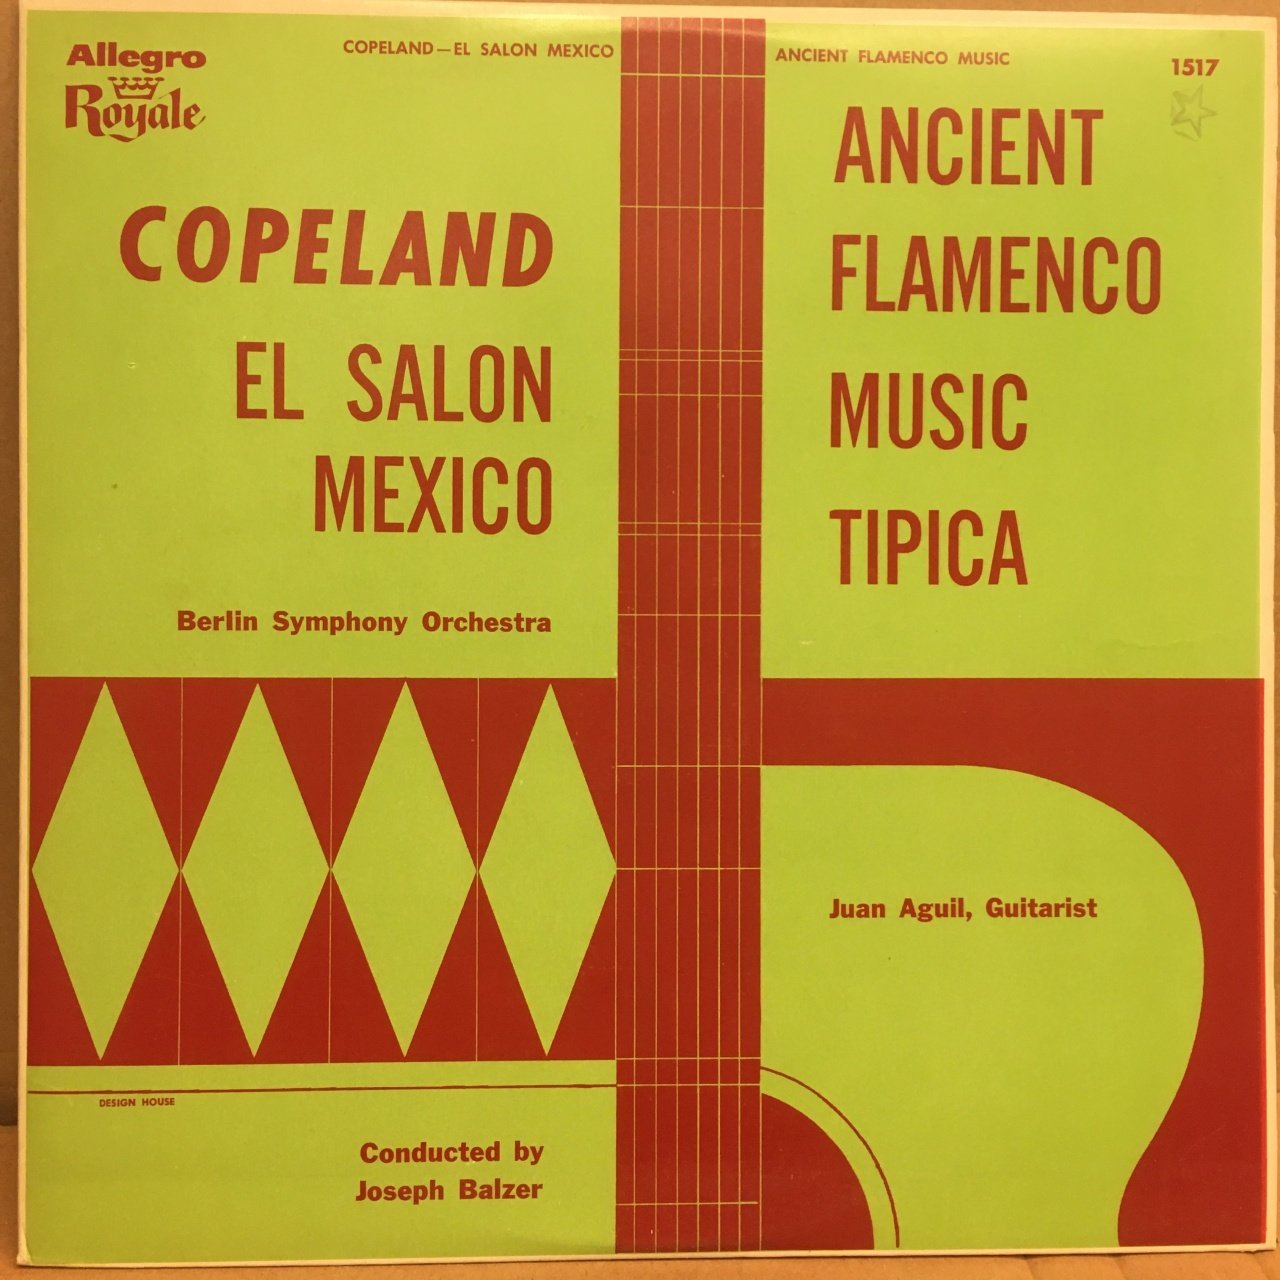 Allegro
Royale
COPELAND—EL SALON MEXICO
ANCIENT FLAMENCO MUSIC
1517
COPELAND
EL SALON
MEXICO
Berlin Symphony Orchestra
ANCIENT
FLAMENCO
MUSIC
TIPICA
Juan Aguil, Guitarist
DESIGN HOUSE
Conducted by
Joseph Balzer